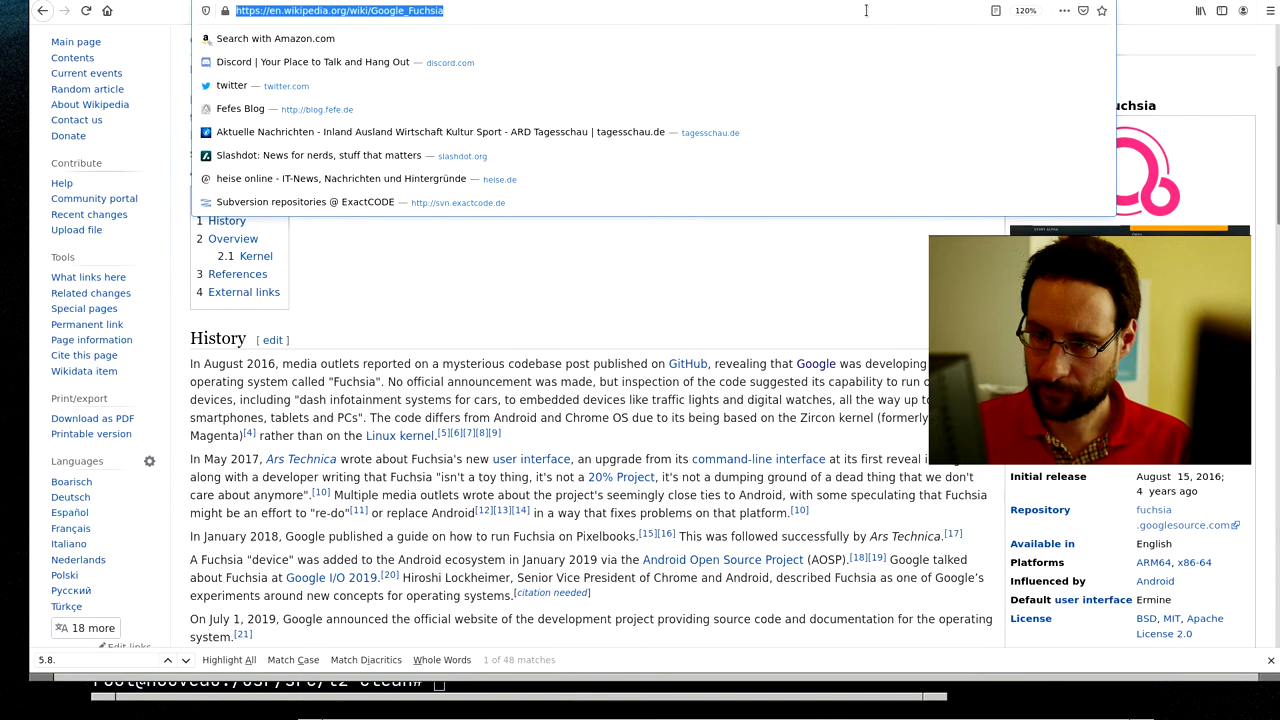 https://en.wikipedia.org/wiki/Google_Fuchsia
120%
Search with Amazon.com
Discord | Your Place to Talk and Hang Out — discord.com
twitter — twitter.com
Fefes Blog — http://blog.fefe.de
Aktuelle Nachrichten - Inland Ausland Wirtschaft Kultur Sport - ARD Tagesschau | tagesschau.de — tagesschau.de
Slashdot: News for nerds, stuff that matters — slashdot.org
heise online - IT-News, Nachrichten und Hintergründe — heise.de
Subversion repositories @ ExactCODE — http://svn.exactcode.de
Main page
Contents
Current events
Random article
About Wikipedia
Contact us
Donate
Contribute
Help
Community portal
Recent changes
Upload file
Tools
What links here
Related changes
Special pages
Permanent link
Page information
Cite this page
Wikidata item
Print/export
Download as PDF
Printable version
Languages
Boarisch
Deutsch
Español
Français
Italiano
Nederlands
Polski
Русский
Türkçe
18 more
Edit links
1 History
2 Overview
2.1 Kernel
3 References
4 External links
History [ edit ]
In August 2016, media outlets reported on a mysterious codebase post published on GitHub, revealing that Google was developing
operating system called "Fuchsia". No official announcement was made, but inspection of the code suggested its capability to run
devices, including "dash infotainment systems for cars, to embedded devices like traffic lights and digital watches, all the way up
smartphones, tablets and PCs". The code differs from Android and Chrome OS due to its being based on the Zircon kernel (formerly
Magenta)[4] rather than on the Linux kernel.[5][6][7][8][9]
In May 2017, Ars Technica wrote about Fuchsia's new user interface, an upgrade from its command-line interface at its first reveal
along with a developer writing that Fuchsia "isn't a toy thing, it's not a 20% Project, it's not a dumping ground of a dead thing that we don't
care about anymore".[10] Multiple media outlets wrote about the project's seemingly close ties to Android, with some speculating that Fuchsia
might be an effort to "re-do"[11] or replace Android[12][13][14] in a way that fixes problems on that platform.[10]
In January 2018, Google published a guide on how to run Fuchsia on Pixelbooks.[15][16] This was followed successfully by Ars Technica.[17]
A Fuchsia "device" was added to the Android ecosystem in January 2019 via the Android Open Source Project (AOSP).[18][19] Google talked
about Fuchsia at Google I/O 2019.[20] Hiroshi Lockheimer, Senior Vice President of Chrome and Android, described Fuchsia as one of Google's
experiments around new concepts for operating systems.[citation needed]
On July 1, 2019, Google announced the official website of the development project providing source code and documentation for the operating
system.[21]
uchsia
Initial release August 15, 2016;
4 years ago
Repository fuchsia
.googlesource.com
Available in English
Platforms ARM64, x86-64
Influenced by Android
Default user interface Ermine
License BSD, MIT, Apache
License 2.0
5.8. Highlight All Match Case Match Diacritics Whole Words 1 of 48 matches